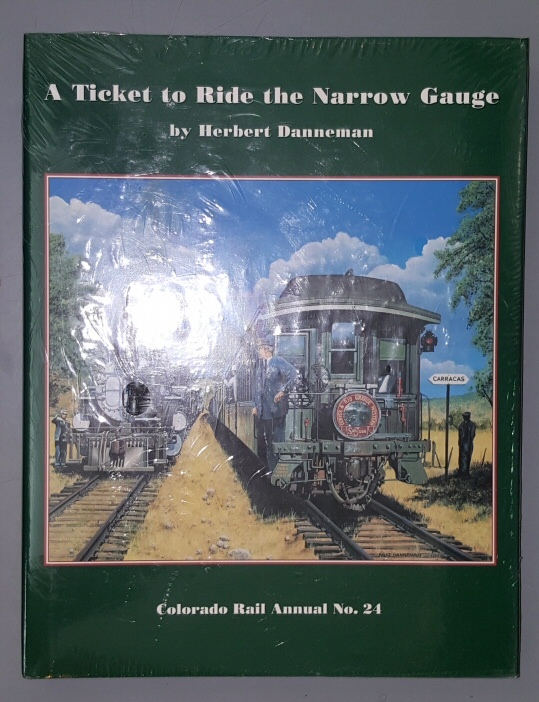 A Ticket to Ride the Narrow Gauge
by Herbert Danneman
CARRACAS
Colorado Rail Annual No. 24